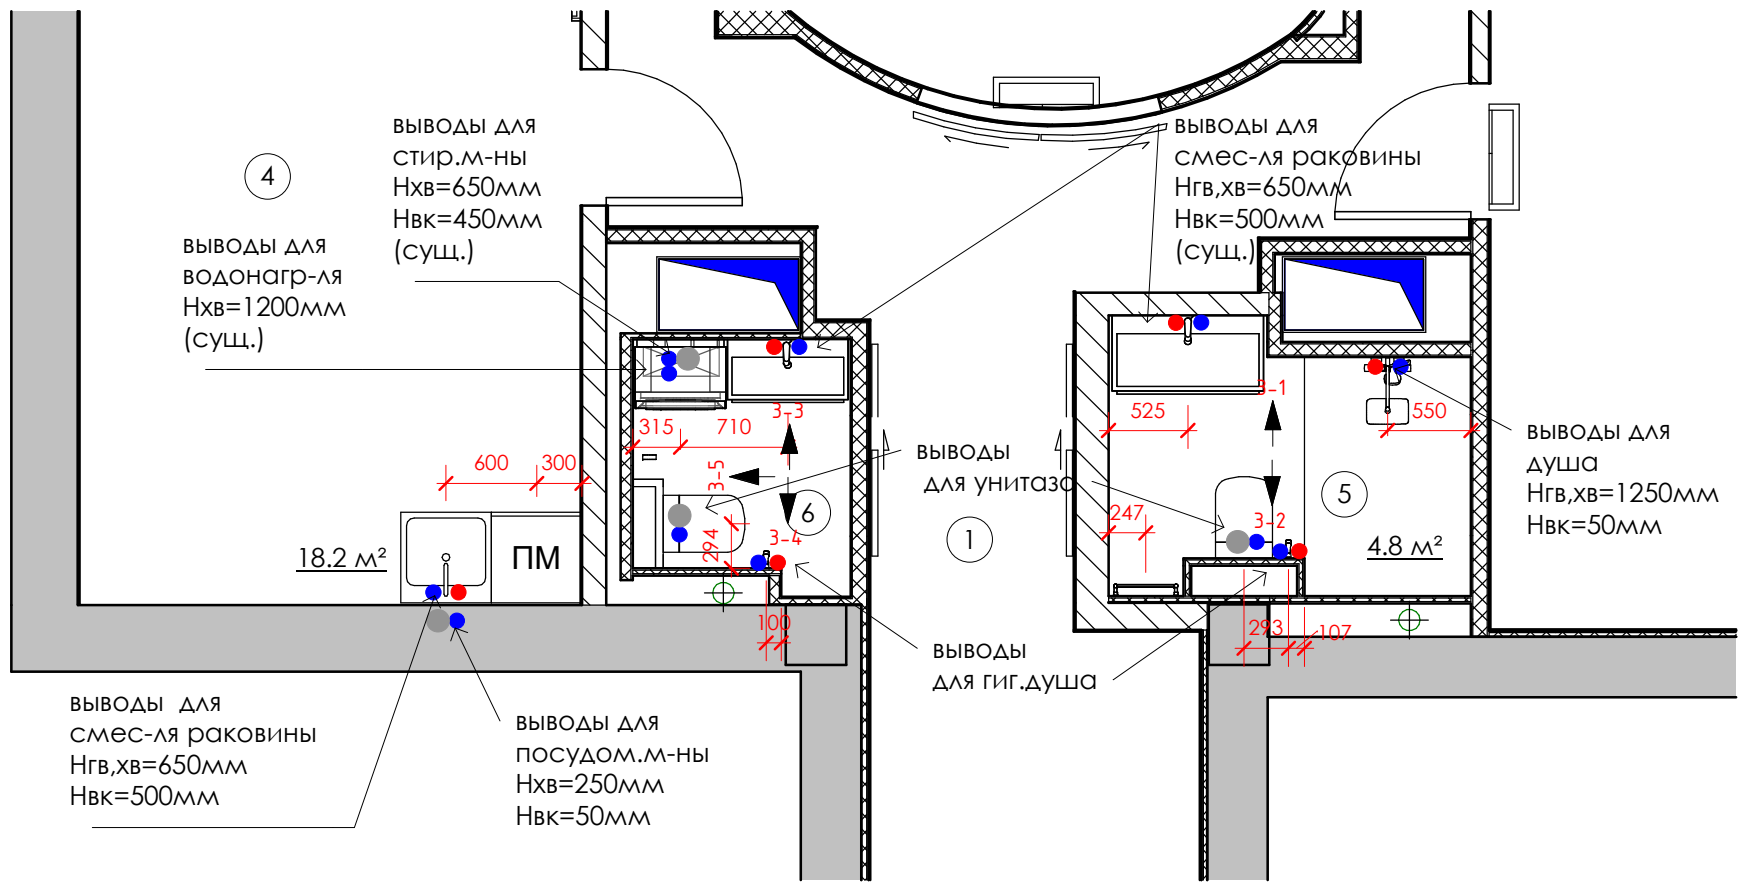 выводы для
стир.м-ны
Нхв=650мм
Нвк=450мм
(сущ.)
выводы для
смес-ля раковины
Нгв,хв=650мм
Нвк=500мм
(сущ.)
4
выводы для
водонагр-ля
Нхв=1200мм
(сущ.)
3-3
315
710
3-1
525
550
выводы для
душа
Нгв,хв=1250мм
Нвк=50мм
600
300
3-5
выводы
для унитаза
5
6
1
247
3-2
294
3-4
18.2 м²
ПМ
4.8 м²
100
293
107
выводы
для гиг.душа
выводы для
смес-ля раковины
Нгв,хв=650мм
Нвк=500мм
выводы для
посудом.м-ны
Нхв=250мм
Нвк=50мм